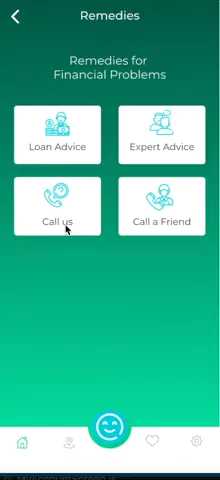 Remedies
Remedies for
Financial Problems
Loan Advice
Expert Advice
Call us
Call a Friend